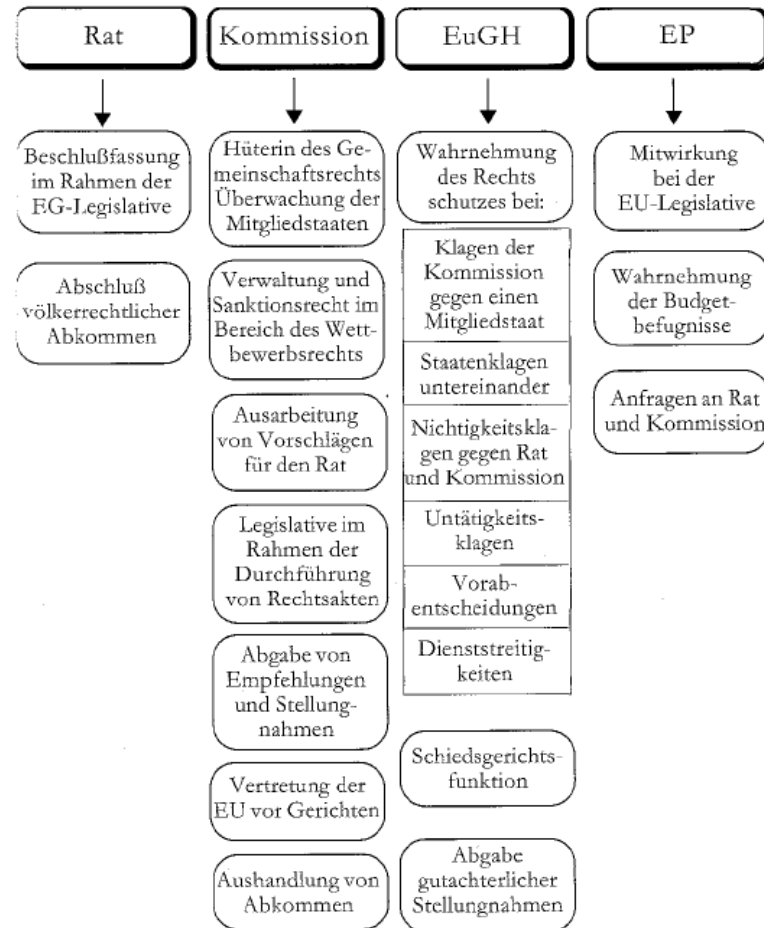 Rat
Kommission
EuGH
EP
Beschlußfassung
im Rahmen der
EG-Legislative
Abschluß
völkerrechtlicher
Abkommen
Hüterin des Ge-
meinschaftsrechts
Überwachung der
Mitgliedstaaten
Verwaltung und
Sanktionsrecht im
Bereich des Wett-
bewerbsrechts
Ausarbeitung
von Vorschlägen
für den Rat
Legislative im
Rahmen der
Durchführung
von Rechtsakten
Abgabe von
Empfehlungen
und Stellung-
nahmen
Vertretung der
EU vor Gerichten
Aushandlung von
Abkommen
Wahrnehmung
des Rechts
schutzes bei:
Klagen der
Kommission
gegen einen
Mitgliedstaat
Staatenklagen
untereinander
Nichtigkeitskla-
gen gegen Rat
und Kommission
Untätigkeits-
klagen
Vorab-
entscheidungen
Dienststreitig-
keiten
Schiedsgerichts-
funktion
Abgabe
gutachterlicher
Stellungnahmen
Mitwirkung
bei der
EU-Legislative
Wahrnehmung
der Budget-
befugnisse
Anfragen an Rat
und Kommission